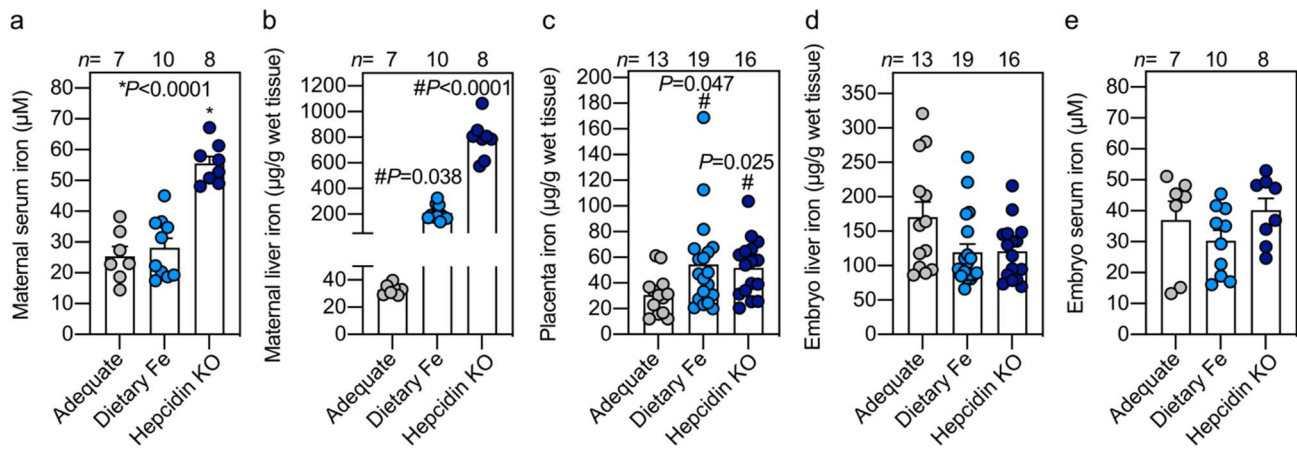 a
n= 7 10 8
Maternal serum iron (µM)
80
70
60
50
40
30
20
10
0
*P<0.0001
*
Adequate
Dietary Fe
Hepcidin KO
b
n= 7 10 8
Maternal liver iron (µg/g wet tissue)
1200
1000
800
600
400
200
40
20
0
#P<0.0001
#P=0.038
Adequate
Dietary Fe
Hepcidin KO
c
n= 13 19 16
Placenta iron (µg/g wet tissue)
200
180
160
140
120
100
80
60
40
20
0
P=0.047
#
P=0.025
#
Adequate
Dietary Fe
Hepcidin KO
d
n= 13 19 16
Embryo liver iron (µg/g wet tissue)
350
300
250
200
150
100
50
0
Adequate
Dietary Fe
Hepcidin KO
e
n= 7 10 8
Embryo serum iron (µM)
80
70
60
50
40
30
20
10
0
Adequate
Dietary Fe
Hepcidin KO